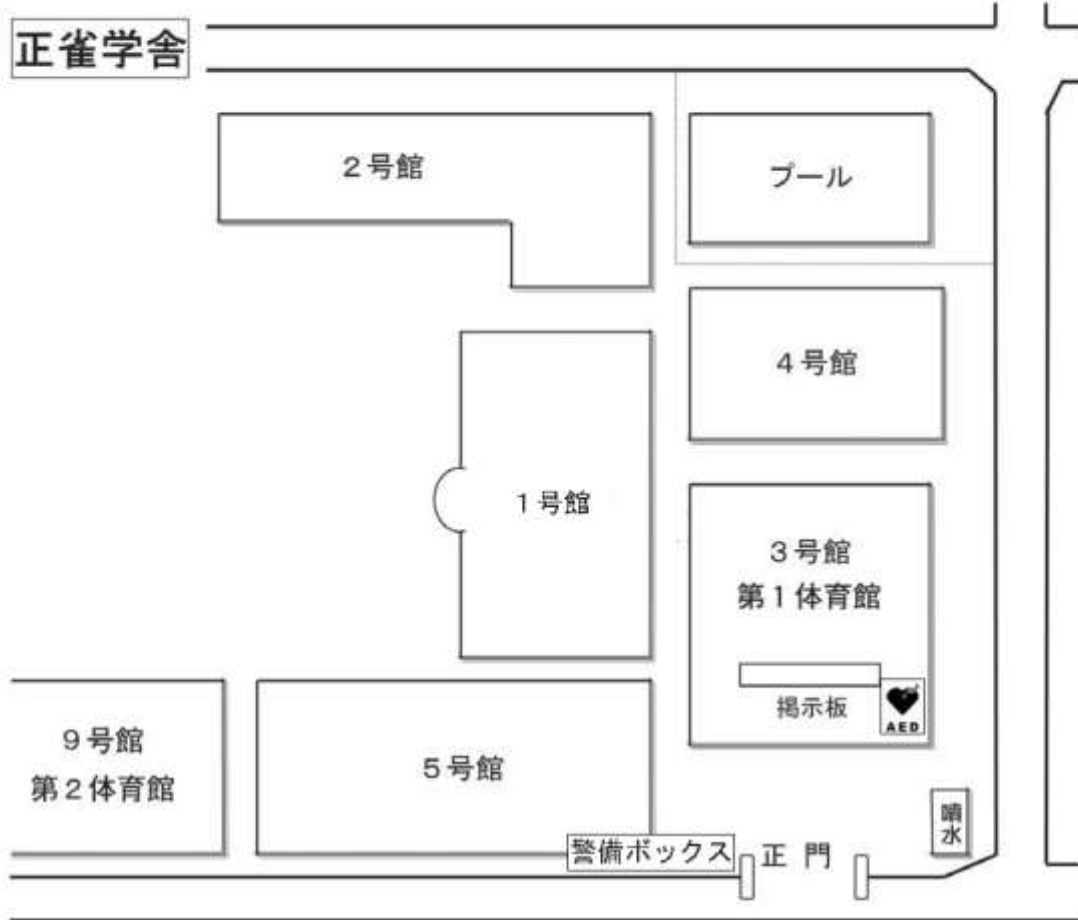 正雀学舎
２号館
プール
４号館
１号館
３号館
第１体育館
掲示板
AED
９号館
第２体育館
５号館
噴水
警備ボックス
正門